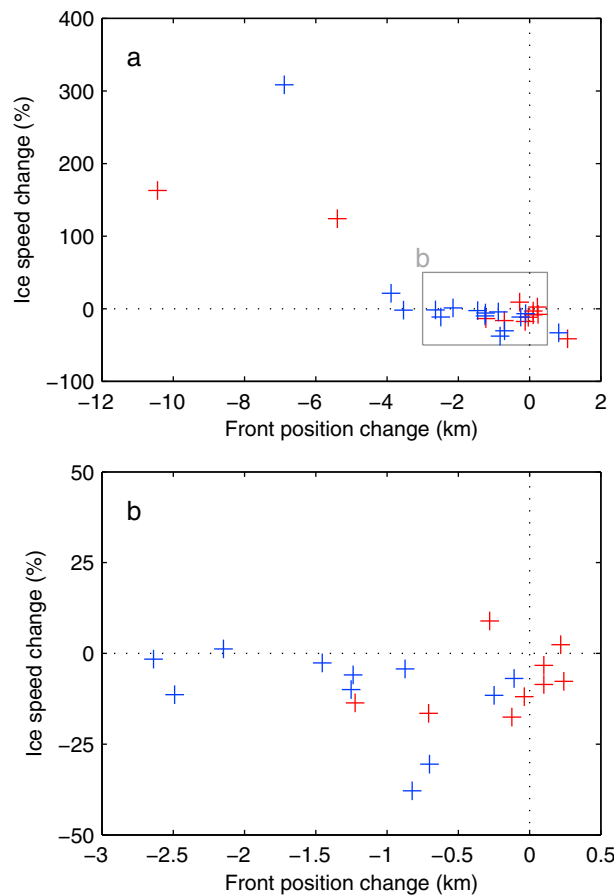 400
a
300
Ice speed change (%)
200
100
b
0
−100
−12 −10 −8 −6 −4 −2 0 2
Front position change (km)
50
b
25
Ice speed change (%)
0
−25
−50
−3 −2.5 −2 −1.5 −1 −0.5 0 0.5
Front position change (km)